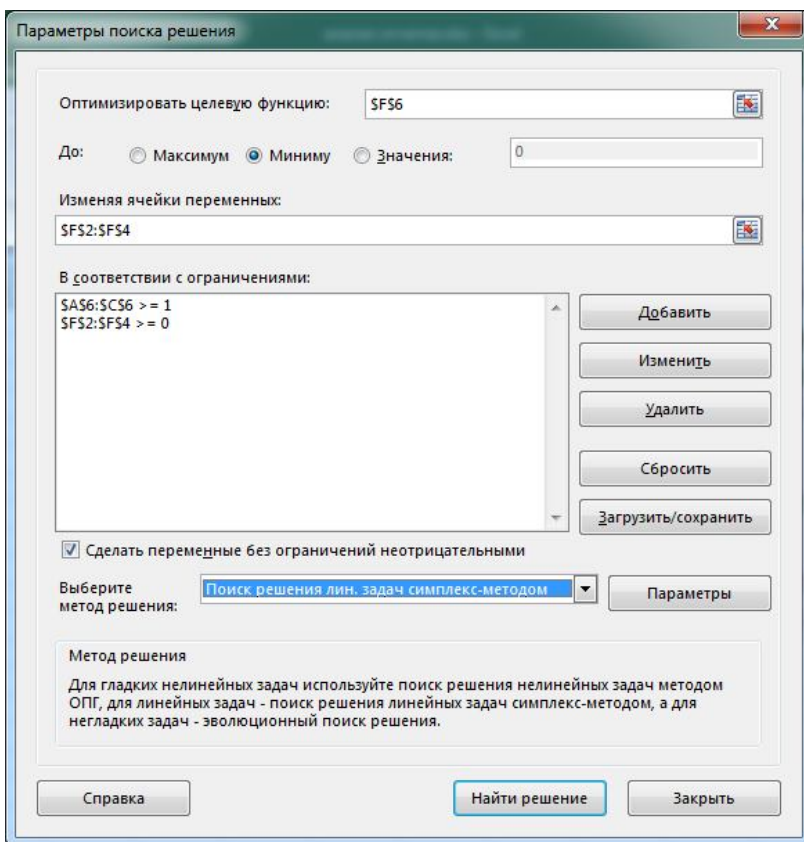 Параметры поиска решения
Оптимизировать целевую функцию: $F$6
До: Максимум Миниму Значения: 0
Изменяя ячейки переменных:
$F$2:$F$4
В соответствии с ограничениями:
$A$6:$C$6 >= 1
$F$2:$F$4 >= 0
Добавить
Изменить
Удалить
Сбросить
Загрузить/сохранить
Сделать переменные без ограничений неотрицательными
Выберите
метод решения:
Поиск решения лин. задач симплекс-методом
Параметры
Метод решения
Для гладких нелинейных задач используйте поиск решения нелинейных задач методом
ОПГ, для линейных задач - поиск решения линейных задач симплекс-методом, а для
негладких задач - эволюционный поиск решения.
Справка Найти решение Закрыть